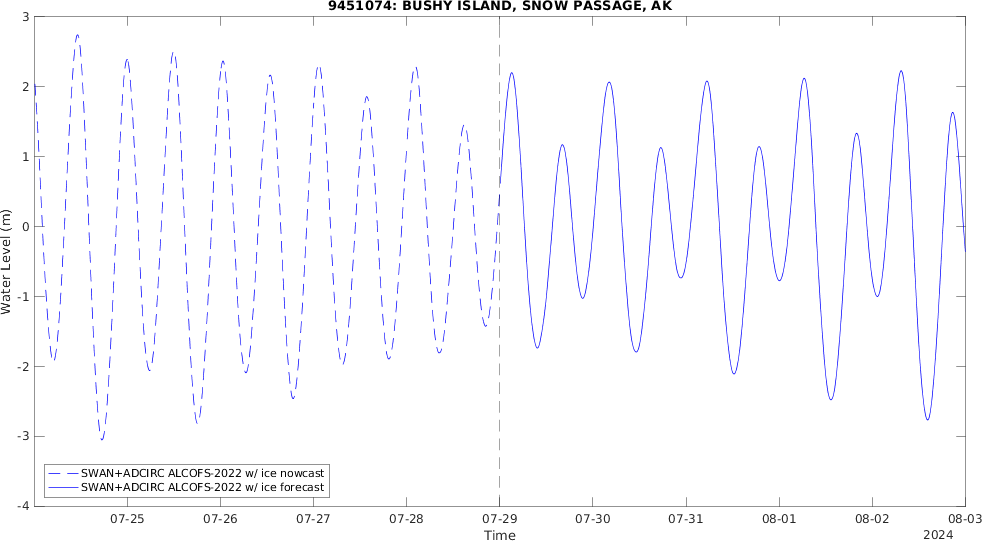 9451074: BUSHY ISLAND, SNOW PASSAGE, AK
3
2
1
0
-1
-2
-3
-4
Water Level (m)
SWAN+ADCIRC ALCOFS-2022 w/ ice nowcast
SWAN+ADCIRC ALCOFS-2022 w/ ice forecast
07-25 07-26 07-27 07-28 07-29 07-30 07-31 08-01 08-02 08-03
Time
2024